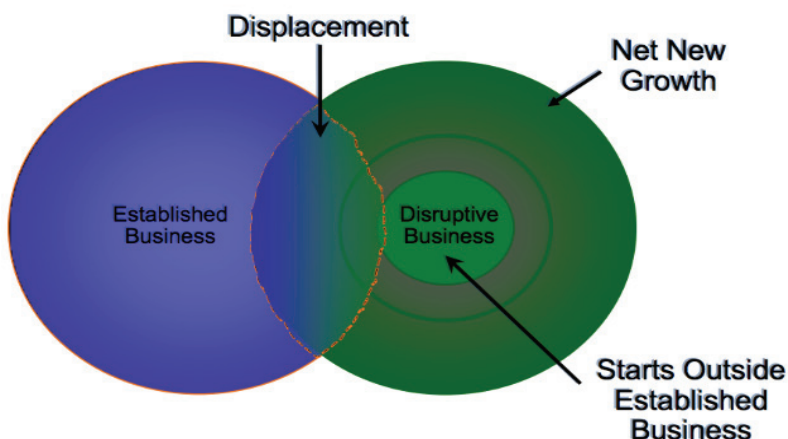 Displacement
Net New
Growth
Established
Business
Disruptive
Business
Starts Outside
Established
Business